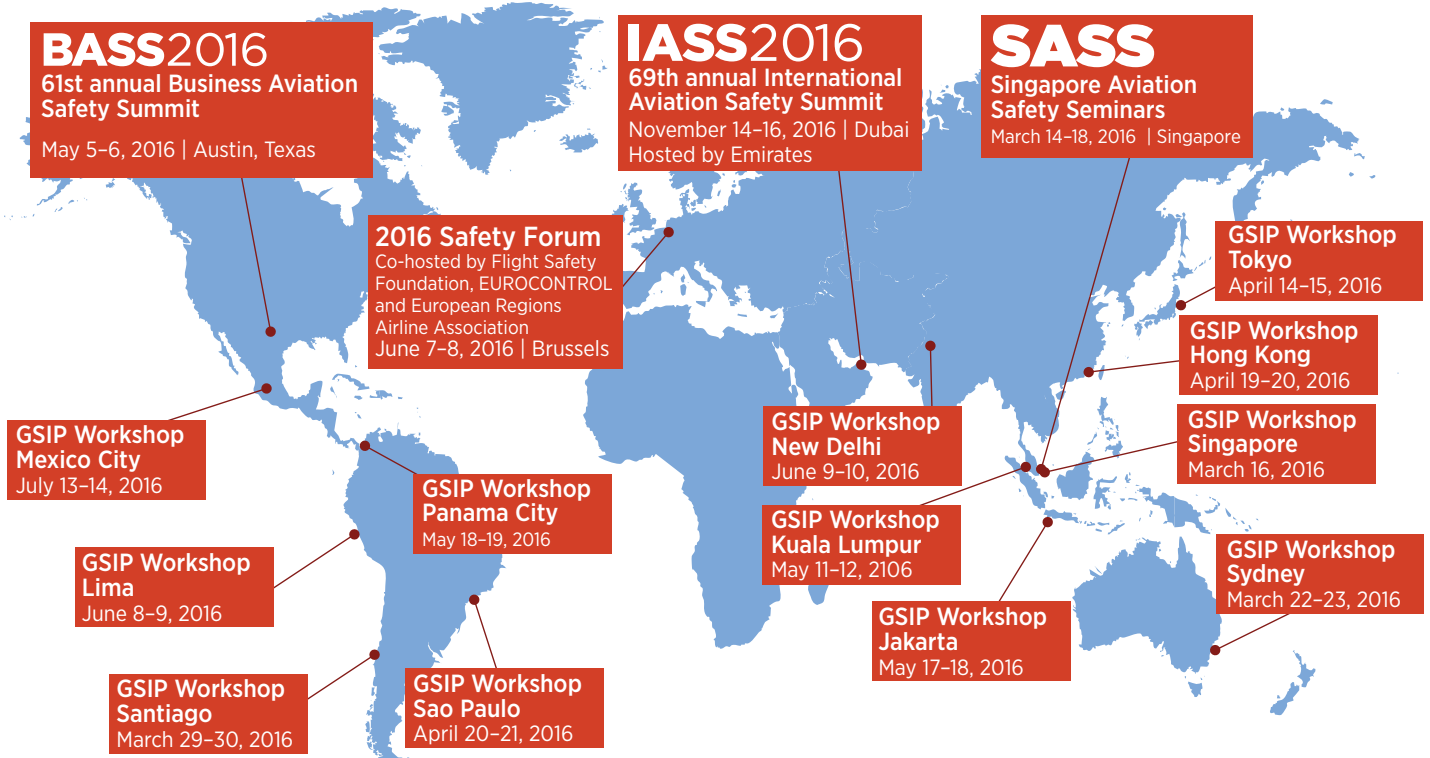 BASS2016
61st annual Business Aviation
Safety Summit
May 5–6, 2016 | Austin, Texas
IASS2016
69th annual International
Aviation Safety Summit
November 14–16, 2016 | Dubai
Hosted by Emirates
SASS
Singapore Aviation
Safety Seminars
March 14–18, 2016 | Singapore
2016 Safety Forum
Co-hosted by Flight Safety
Foundation, EUROCONTROL
and European Regions
Airline Association
June 7–8, 2016 | Brussels
GSIP Workshop
Tokyo
April 14–15, 2016
GSIP Workshop
Hong Kong
April 19–20, 2016
GSIP Workshop
Singapore
March 16, 2016
GSIP Workshop
New Delhi
June 9–10, 2016
GSIP Workshop
Mexico City
July 13–14, 2016
GSIP Workshop
Panama City
May 18–19, 2016
GSIP Workshop
Kuala Lumpur
May 11–12, 2106
GSIP Workshop
Sydney
March 22–23, 2016
GSIP Workshop
Lima
June 8–9, 2016
GSIP Workshop
Jakarta
May 17–18, 2016
GSIP Workshop
Santiago
March 29–30, 2016
GSIP Workshop
Sao Paulo
April 20–21, 2016